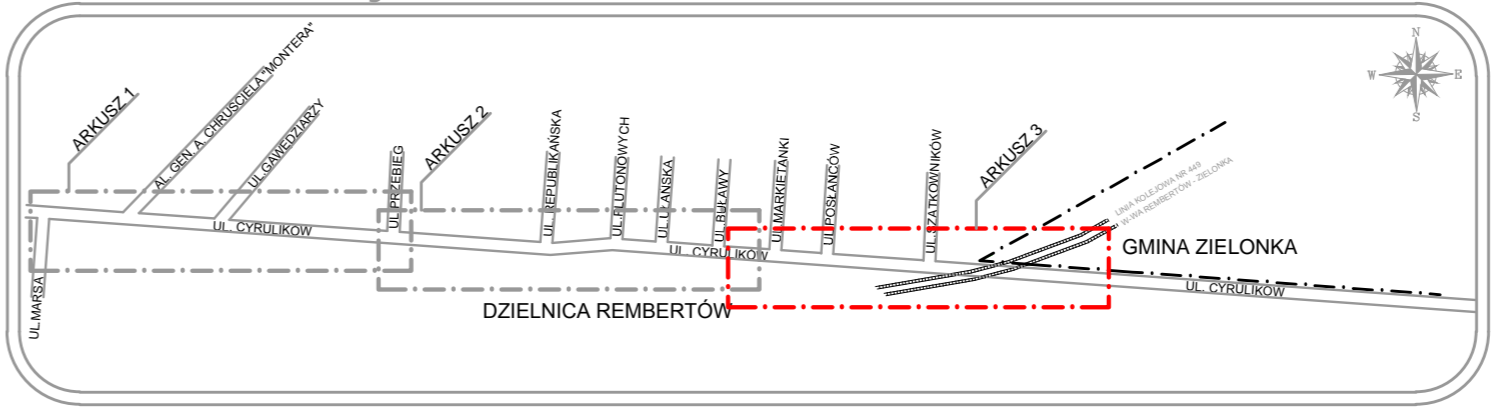 ARKUSZ 1
AL. GEN. A. CHRUŚCIELA "MONTERA"
UL.GAWĘDZIARZY
UL. PRZEBIEG
ARKUSZ 2
UL. REPUBLIKAŃSKA
UL.PLUTONOWYCH
UL.UŁAŃSKA
UL.BUŁAWY
UL.MARKIETANKI
UL.POSŁAŃCÓW
UL.SZATKOWNIKÓW
ARKUSZ 3
N
W
E
S
LINIA KOLEJOWA NR 449
W-WA REMBERTÓW - ZIELONKA
UL.MARSA
UL. CYRULIKÓW
UL. CYRULIKÓW
GMINA ZIELONKA
UL. CYRULIKÓW
DZIELNICA REMBERTÓW